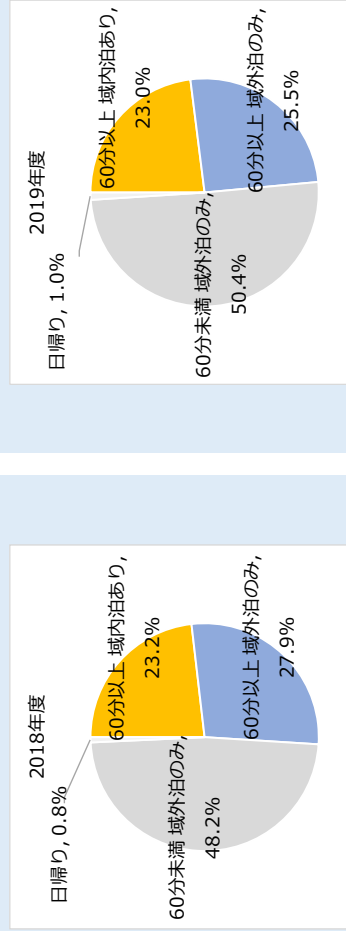 2018年度
日帰り, 0.8%
60分以上 域内泊あり,
23.2%
60分未満 域外泊のみ,
48.2%
60分以上 域外泊のみ,
27.9%
2019年度
日帰り, 1.0%
60分以上 域内泊あり,
23.0%
60分未満 域外泊のみ,
50.4%
60分以上 域外泊のみ,
25.5%